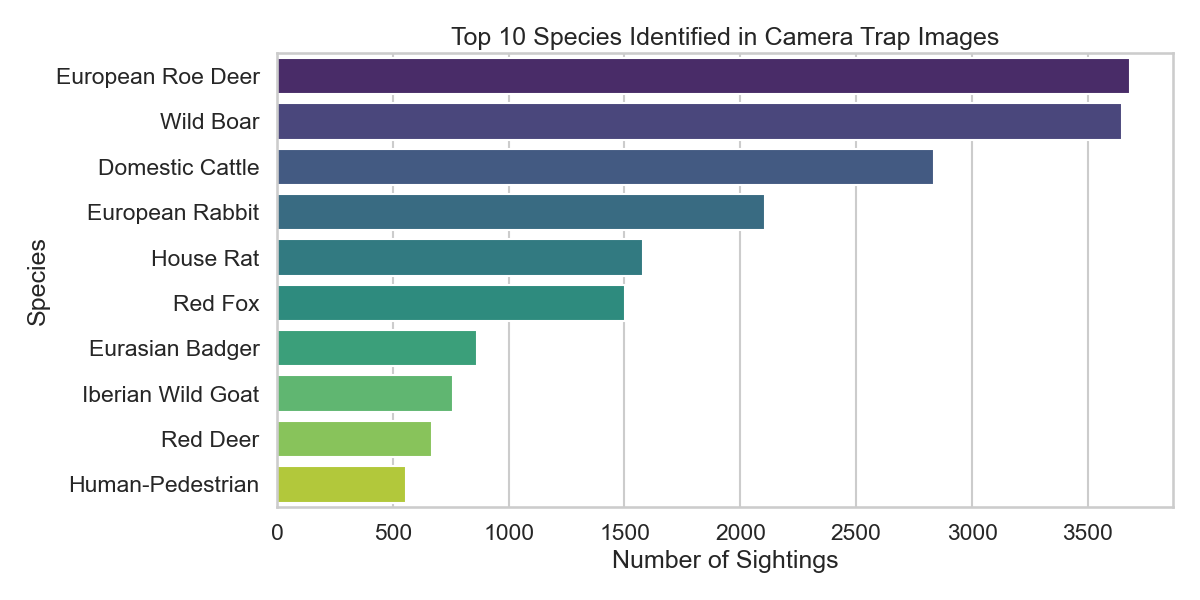 Top 10 Species Identified in Camera Trap Images
Species
European Roe Deer
Wild Boar
Domestic Cattle
European Rabbit
House Rat
Red Fox
Eurasian Badger
Iberian Wild Goat
Red Deer
Human-Pedestrian
0 500 1000 1500 2000 2500 3000 3500
Number of Sightings